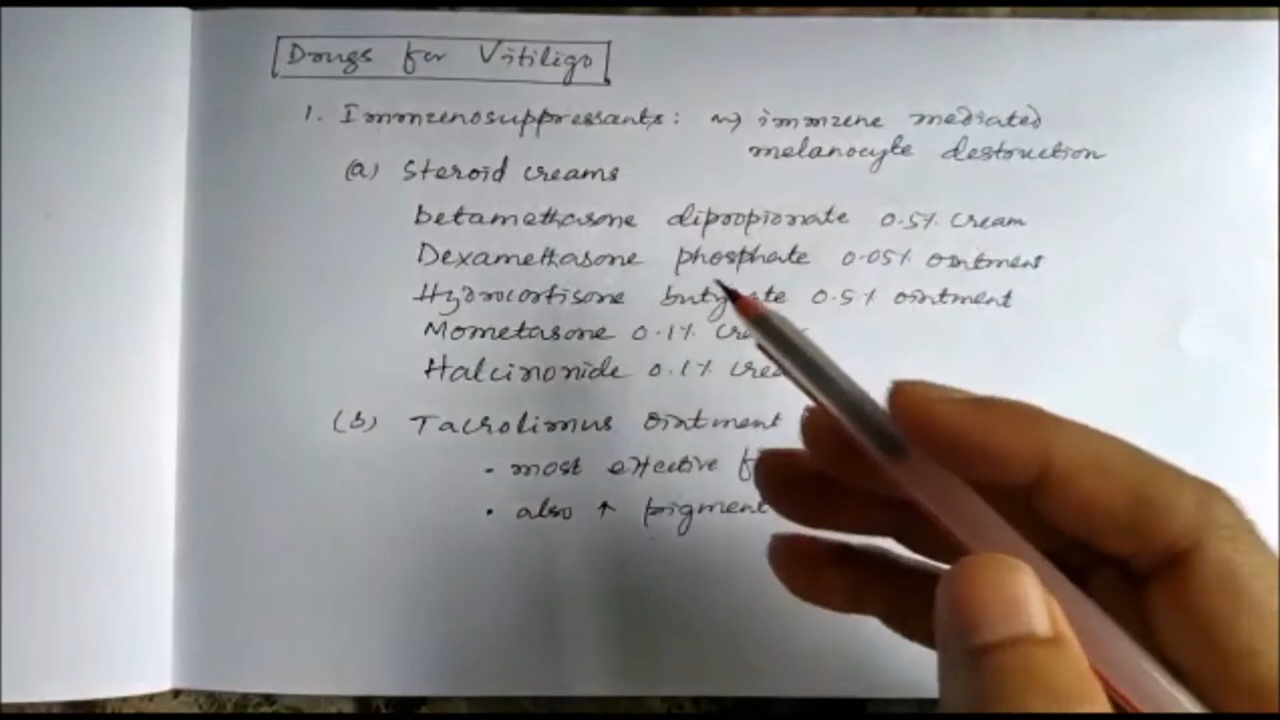 Drugs for Vitiligo
1. Immunosuppressants: ⇝ immune mediated
melanocyte destruction
(a) Steroid creams
betamethasone dipropionate 0.5% cream
Dexamethasone phosphate 0.05% ointment
Hydrocortisone 0.5% ointment
Mometasone 0.1%
Halcinonide 0.1%
(b) Tacrolimus ointment
• most effective
• also ↑ pigment